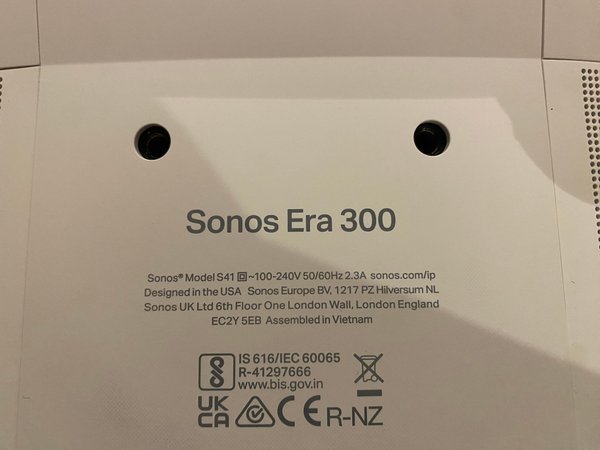 Sonos Era 300
Sonos® Model S41 ⧈~100-240V 50/60Hz 2.3A sonos.com/ip
Designed in the USA Sonos Europe BV, 1217 PZ Hilversum NL
Sonos UK Ltd 6th Floor One London Wall, London England
EC2Y 5EB Assembled in Vietnam
IS 616/IEC 60065
R-41297666
www.bis.gov.in
UK
CA CE R-NZ